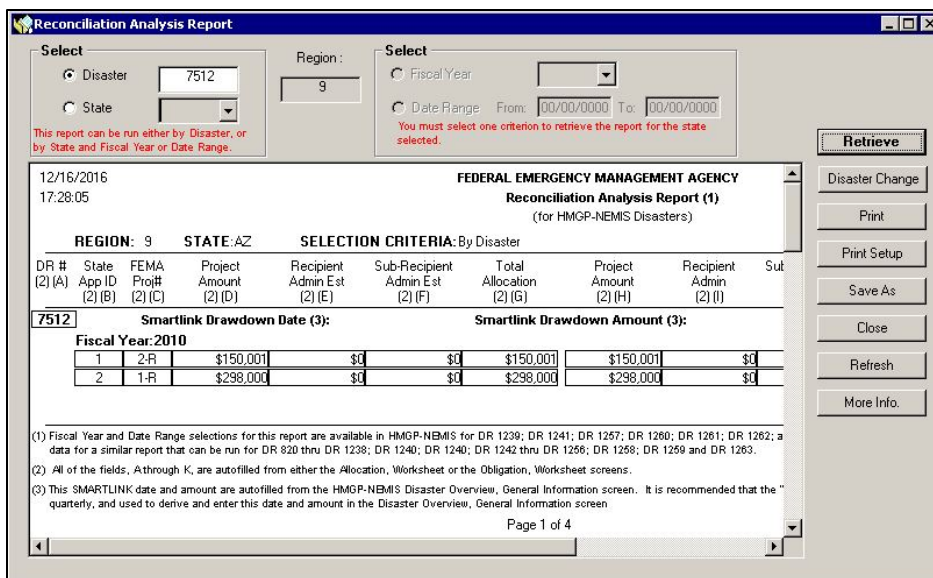 Reconciliation Analysis Report
Select
Disaster 7512
State
This report can be run either by Disaster, or
by State and Fiscal Year or Date Range.
Region :
9
Select
Fiscal Year
Date Range From: 00/00/0000 To: 00/00/0000
You must select one criterion to retrieve the report for the state
selected.
Retrieve
Disaster Change
Print
Print Setup
Save As
Close
Refresh
More Info.
12/16/2016 FEDERAL EMERGENCY MANAGEMENT AGENCY
17:28:05 Reconciliation Analysis Report (1)
(for HMGP-NEMIS Disasters)
REGION: 9 STATE:AZ SELECTION CRITERIA:By Disaster
DR # State FEMA Project Recipient Sub-Recipient Total Project Recipient Sub
(2) (A) App ID Proj# Amount Admin Est Admin Est Allocation Amount Admin
(2) (B) (2) (C) (2) (D) (2) (E) (2) (F) (2) (G) (2) (H) (2) (I)
7512 Smartlink Drawdown Date (3): Smartlink Drawdown Amount (3):
Fiscal Year:2010
1 2-R $150,001 $0 $0 $150,001 $150,001 $0
2 1-R $298,000 $0 $0 $298,000 $298,000 $0
(1) Fiscal Year and Date Range selections for this report are available in HMGP-NEMIS for DR 1239; DR 1241; DR 1257; DR 1260; DR 1261; DR 1262; a
data for a similar report that can be run for DR 820 thru DR 1238; DR 1240; DR 1240; DR 1242 thru DR 1256; DR 1258; DR 1259 and DR 1263.
(2) All of the fields, A through K, are autofilled from either the Allocation, Worksheet or the Obligation, Worksheet screens.
(3) This SMARTLINK date and amount are autofilled from the HMGP-NEMIS Disaster Overview, General Information screen. It is recommended that the "
quarterly, and used to derive and enter this date and amount in the Disaster Overview, General Information screen
Page 1 of 4